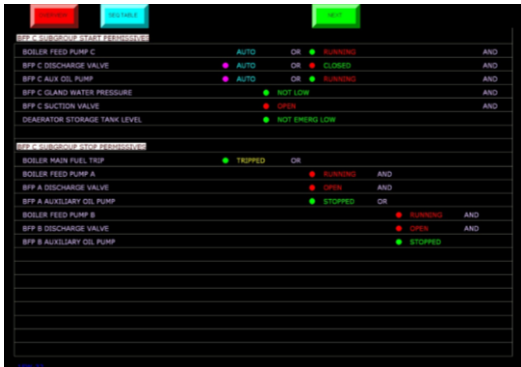 OVERVIEW SEQ TABLE NEXT
BFP C SUBGROUP START PERMISSIVES
BOILER FEED PUMP C AUTO OR RUNNING AND
BFP C DISCHARGE VALVE AUTO OR CLOSED AND
BFP C AUX OIL PUMP AUTO OR RUNNING AND
BFP C GLAND WATER PRESSURE NOT LOW AND
BFP C SUCTION VALVE OPEN AND
DEAERATOR STORAGE TANK LEVEL NOT EMERG LOW
BFP C SUBGROUP STOP PERMISSIVES
BOILER MAIN FUEL TRIP TRIPPED OR
BOILER FEED PUMP A RUNNING AND
BFP A DISCHARGE VALVE OPEN AND
BFP A AUXILIARY OIL PUMP STOPPED OR
BOILER FEED PUMP B RUNNING AND
BFP B DISCHARGE VALVE OPEN AND
BFP B AUXILIARY OIL PUMP STOPPED